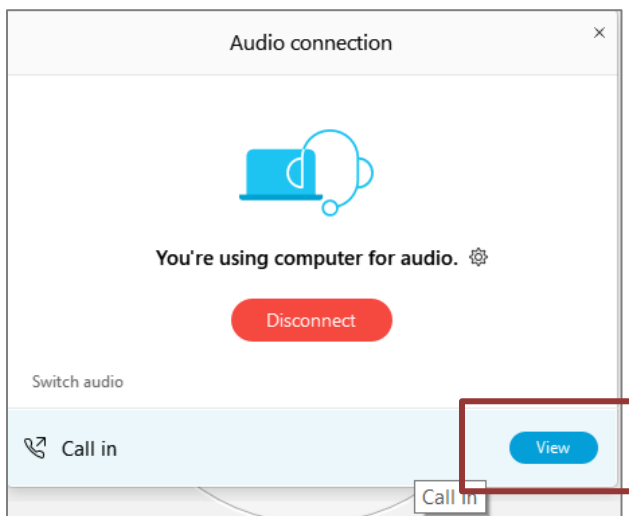 Audio connection
You're using computer for audio.
Disconnect
Switch audio
Call in
View
Call in